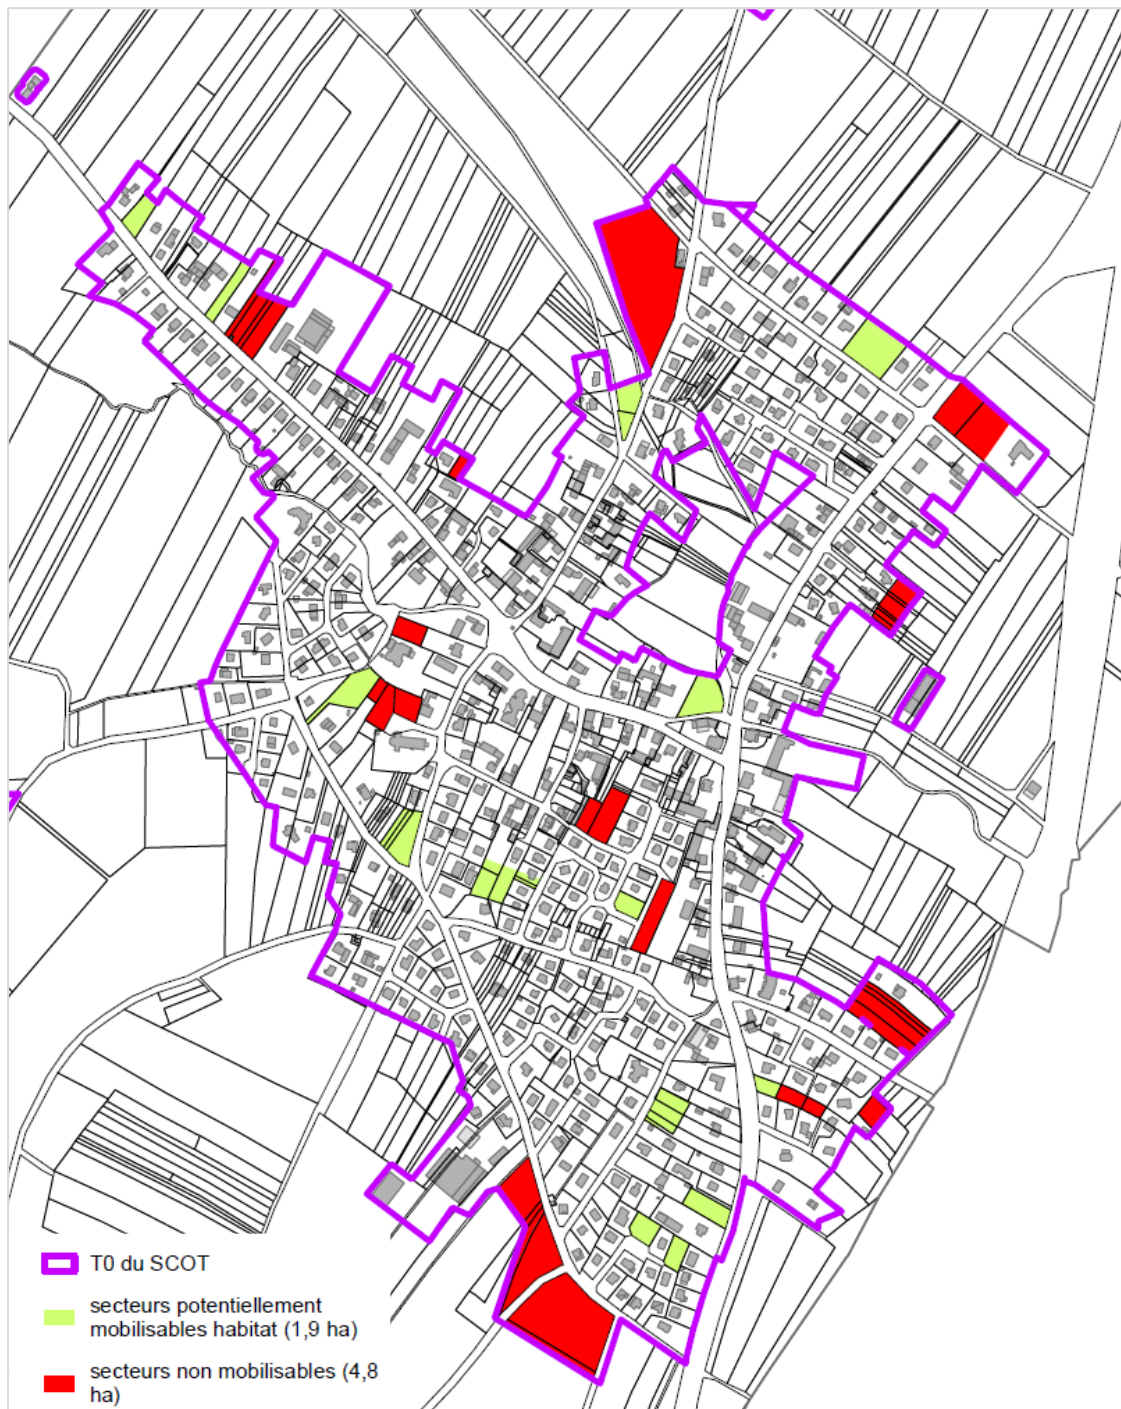 T0 du SCOT
secteurs potentiellement
mobilisables habitat (1,9 ha)
secteurs non mobilisables (4,8
ha)